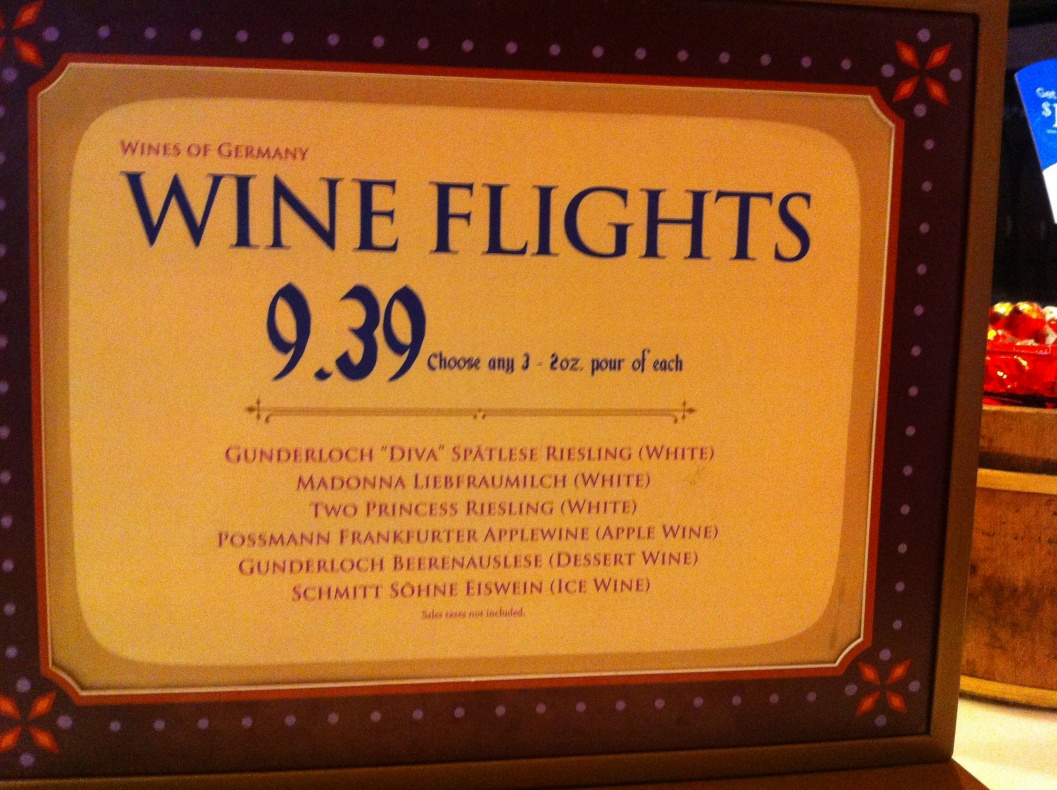 WINES OF GERMANY
WINE FLIGHTS
9.39 Choose any 3 - 2oz. pour of each
GUNDERLOCH "DIVA" SPÄTLESE RIESLING (WHITE)
MADONNA LIEBFRAUMILCH (WHITE)
TWO PRINCESS RIESLING (WHITE)
POSSMANN FRANKFURTER APPLEWINE (APPLE WINE)
GUNDERLOCH BEERENAUSLESE (DESSERT WINE)
SCHMITT SÖHNE EISWEIN (ICE WINE)
Sales taxes not included.
Get